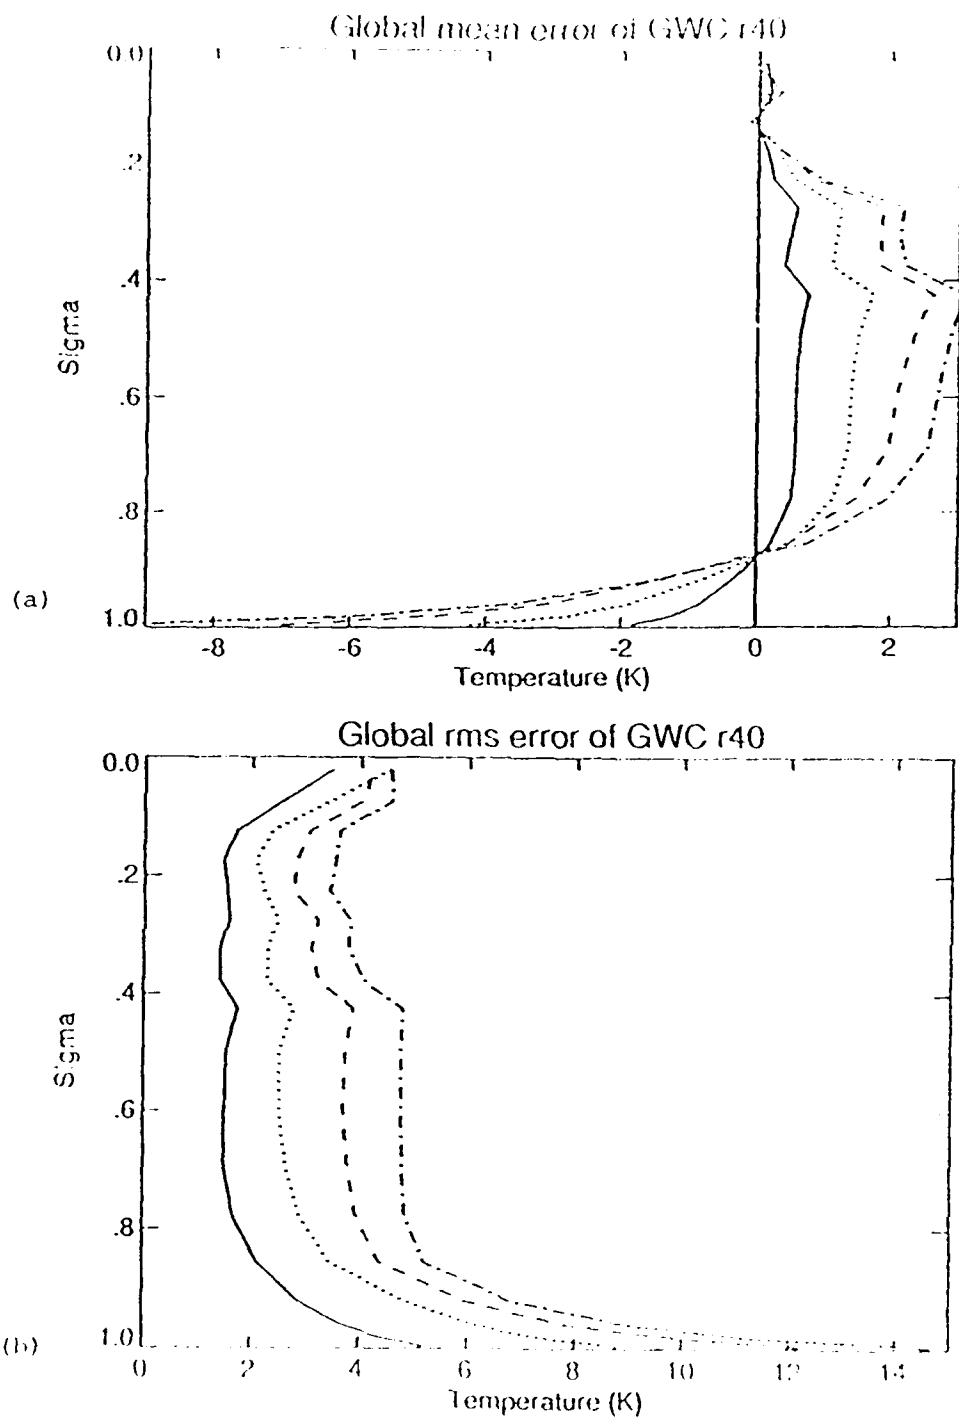 Global mean error of GWC r40
0.0
.2
.4
Sigma
.6
.8
(a)
1.0
-8 -6 -4 -2 0 2
Temperature (K)
Global rms error of GWC r40
0.0
.2
.4
Sigma
.6
.8
(b)
1.0
0 2 4 6 8 10 12 14
Temperature (K)